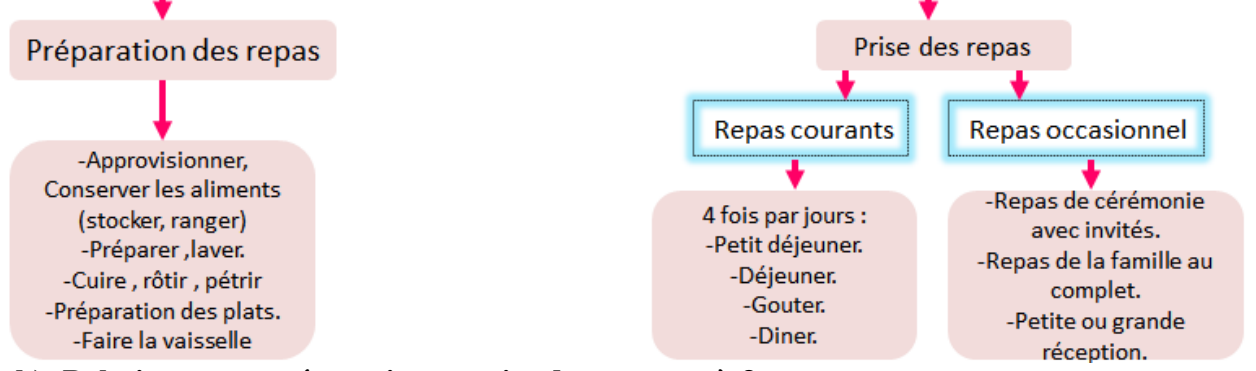 Préparation des repas
-Approvisionner,
Conserver les aliments
(stocker, ranger)
-Préparer ,laver.
-Cuire , rôtir , pétrir
-Préparation des plats.
-Faire la vaisselle
Prise des repas
Repas courants
4 fois par jours :
-Petit déjeuner.
-Déjeuner.
-Gouter.
-Diner.
Repas occasionnel
-Repas de cérémonie
avec invités.
-Repas de la famille au
complet.
-Petite ou grande
réception.